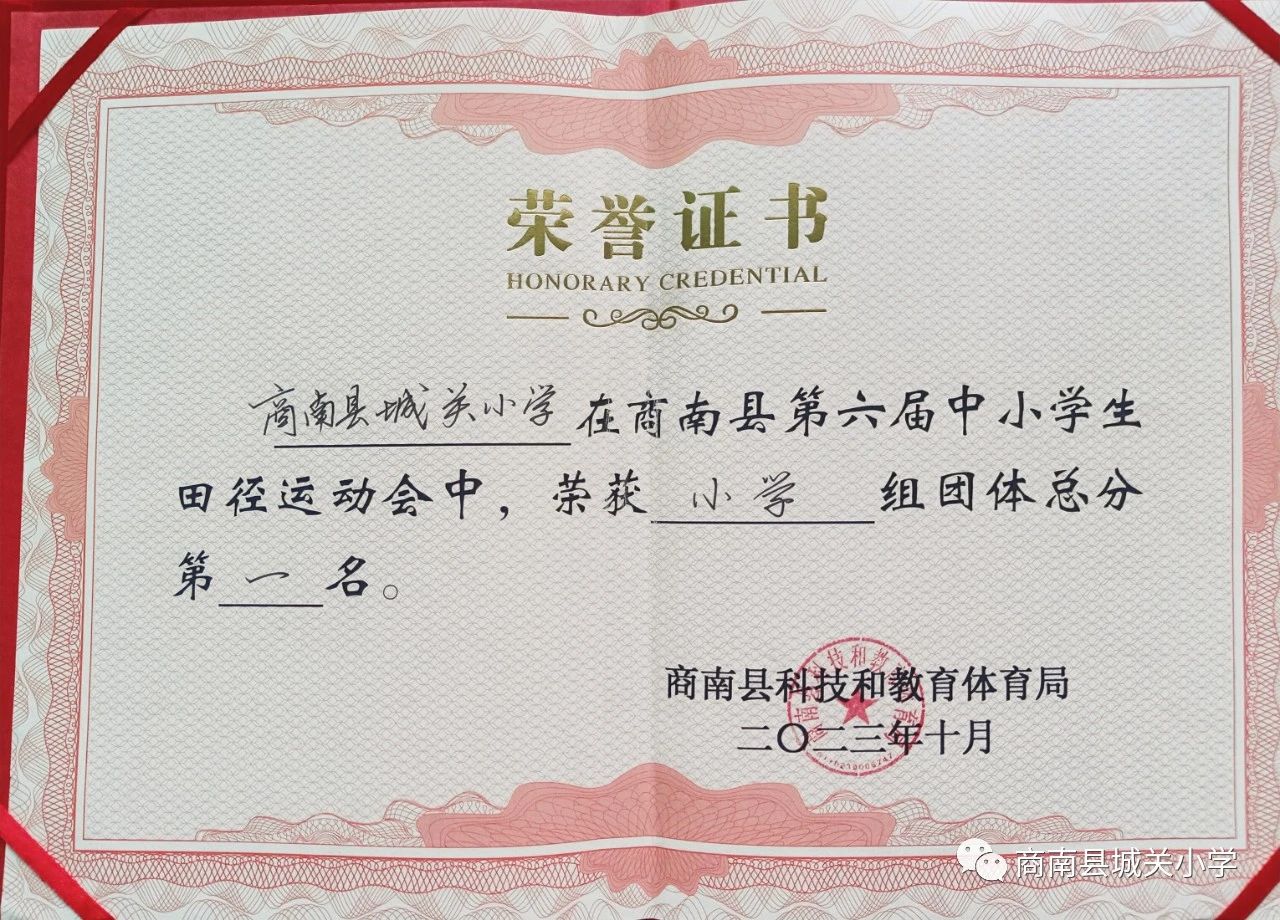 荣誉证书
HONORARY CREDENTIAL
商南县城关小学在商南县第六届中小学生
田径运动会中，荣获 小学 组团体总分
第 一 名。
商南县科技和教育体育局
二〇二三年十月
商南县城关小学